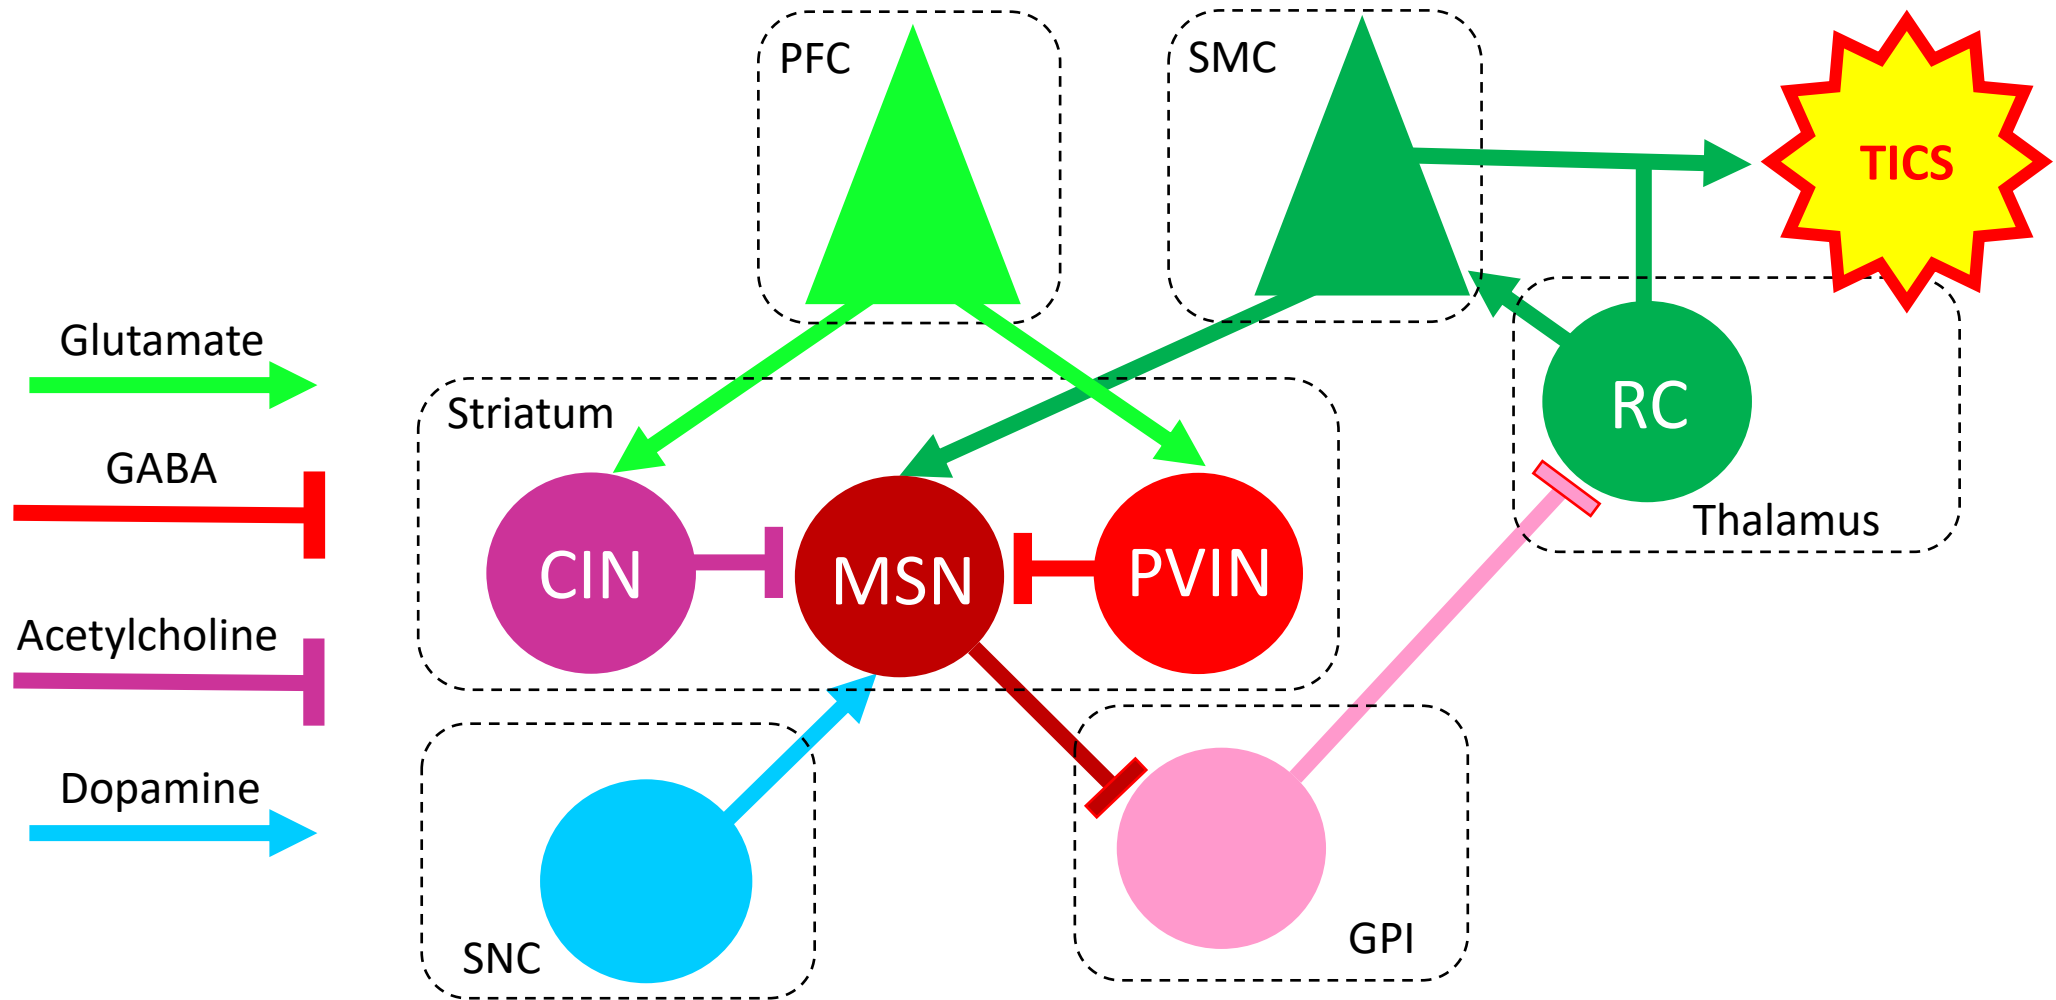 PFC
SMC
TICS
Glutamate
GABA
Acetylcholine
Dopamine
Striatum
CIN
MSN
PVIN
RC
Thalamus
SNC
GPI